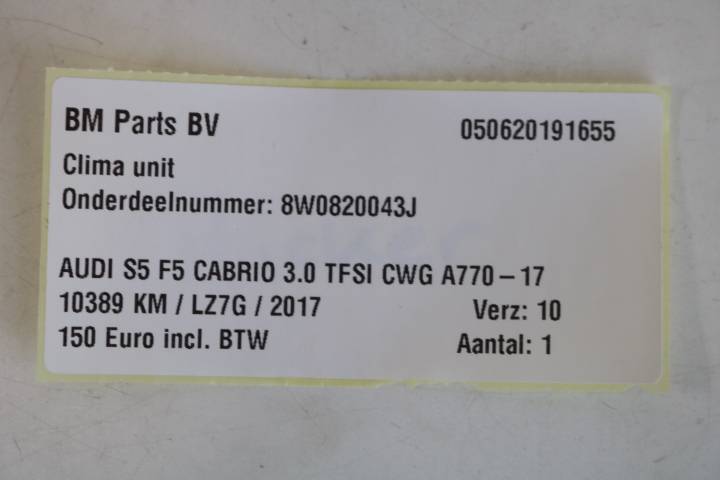 BM Parts BV 050620191655
Clima unit
Onderdeelnummer: 8W0820043J
AUDI S5 F5 CABRIO 3.0 TFSI CWG A770-17
10389 KM / LZ7G / 2017 Verz: 10
150 Euro incl. BTW Aantal: 1